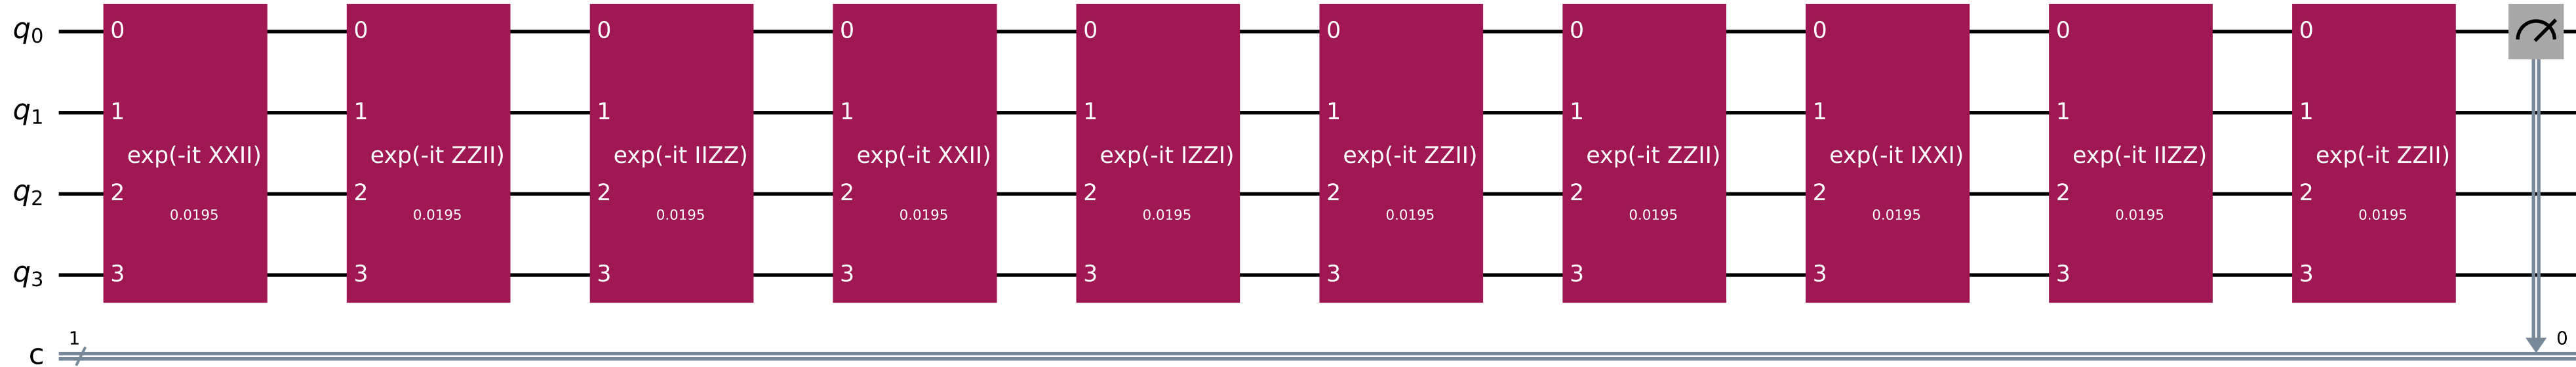 q0 0 0 0 0 0 0 0 0 0 0
q1 1 1 1 1 1 1 1 1 1 1
exp(-it XXII) exp(-it ZZII) exp(-it IIZZ) exp(-it XXII) exp(-it IZZI) exp(-it ZZII) exp(-it ZZII) exp(-it IXXI) exp(-it IIZZ) exp(-it ZZII)
q2 2 2 2 2 2 2 2 2 2 2
0.0195 0.0195 0.0195 0.0195 0.0195 0.0195 0.0195 0.0195 0.0195 0.0195
q3 3 3 3 3 3 3 3 3 3 3
1 0
c